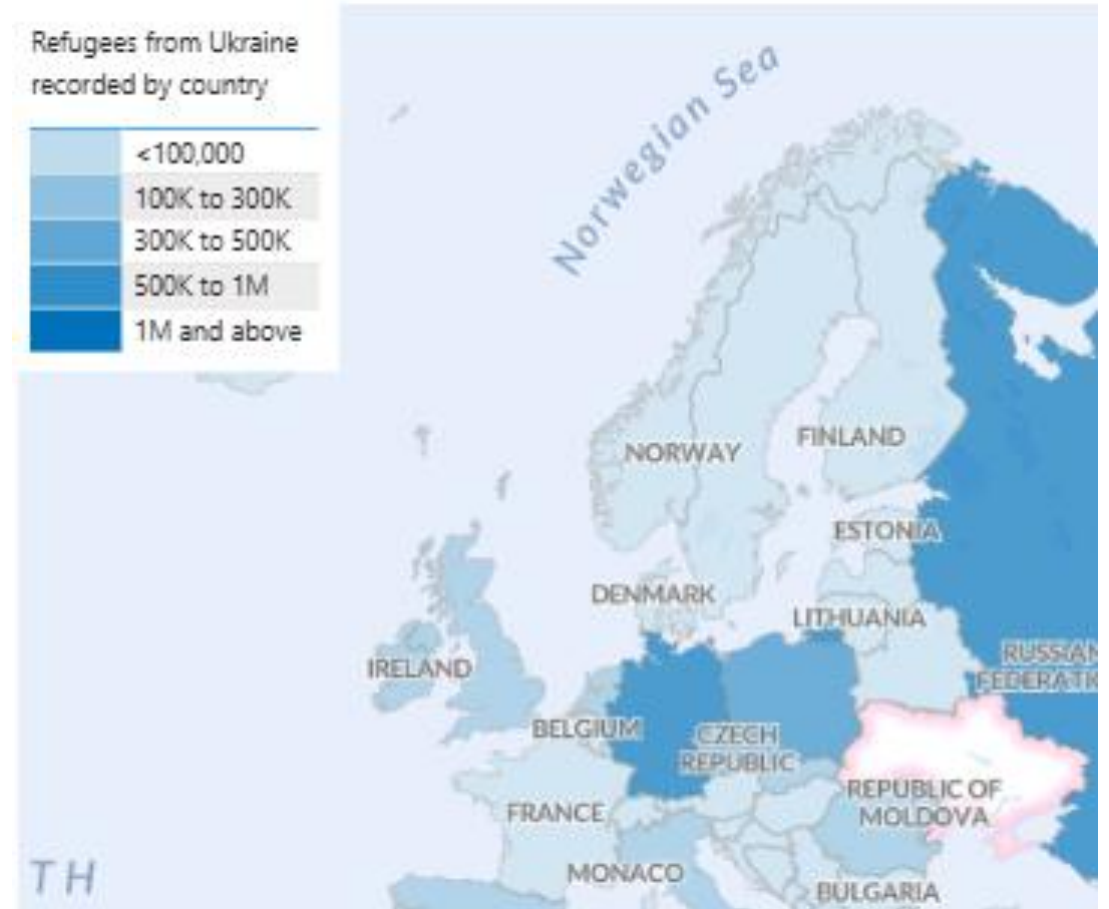 Refugees from Ukraine
recorded by country
<100,000
100K to 300K
300K to 500K
500K to 1M
1M and above
Norwegian Sea
NORWAY
FINLAND
ESTONIA
DENMARK
LITHUANIA
IRELAND
RUSSIAN
FEDERATIO
BELGIUM
CZECH
REPUBLIC
FRANCE
REPUBLIC OF
MOLDOVA
MONACO
BULGARIA
TH